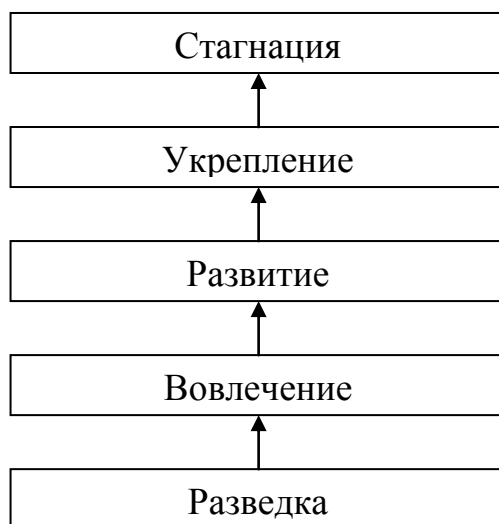 Стагнация
Укрепление
Развитие
Вовлечение
Разведка